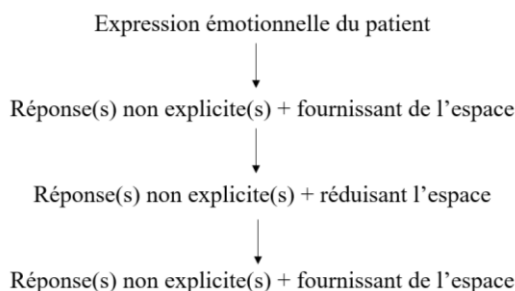 Expression émotionnelle du patient
Réponse(s) non explicite(s) + fournissant de l'espace
Réponse(s) non explicite(s) + réduisant l'espace
Réponse(s) non explicite(s) + fournissant de l'espace